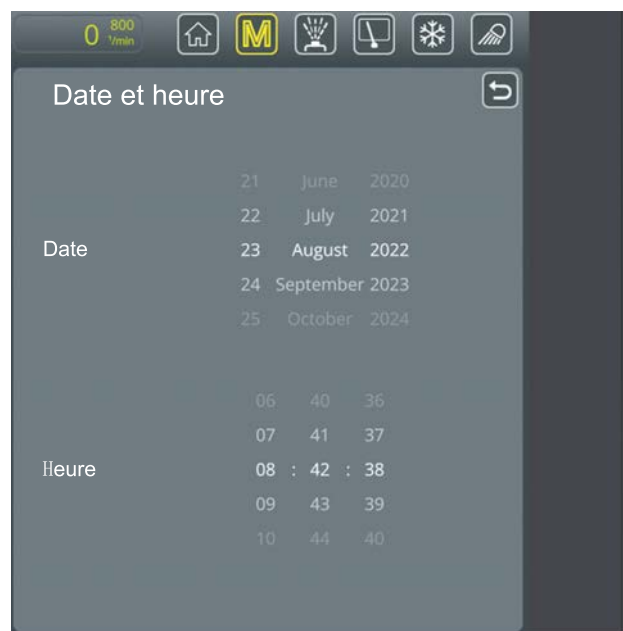 0 800 1/min M
Date et heure
21 June 2020
22 July 2021
Date 23 August 2022
24 September 2023
25 October 2024
06 40 36
07 41 37
Heure 08 : 42 : 38
09 43 39
10 44 40